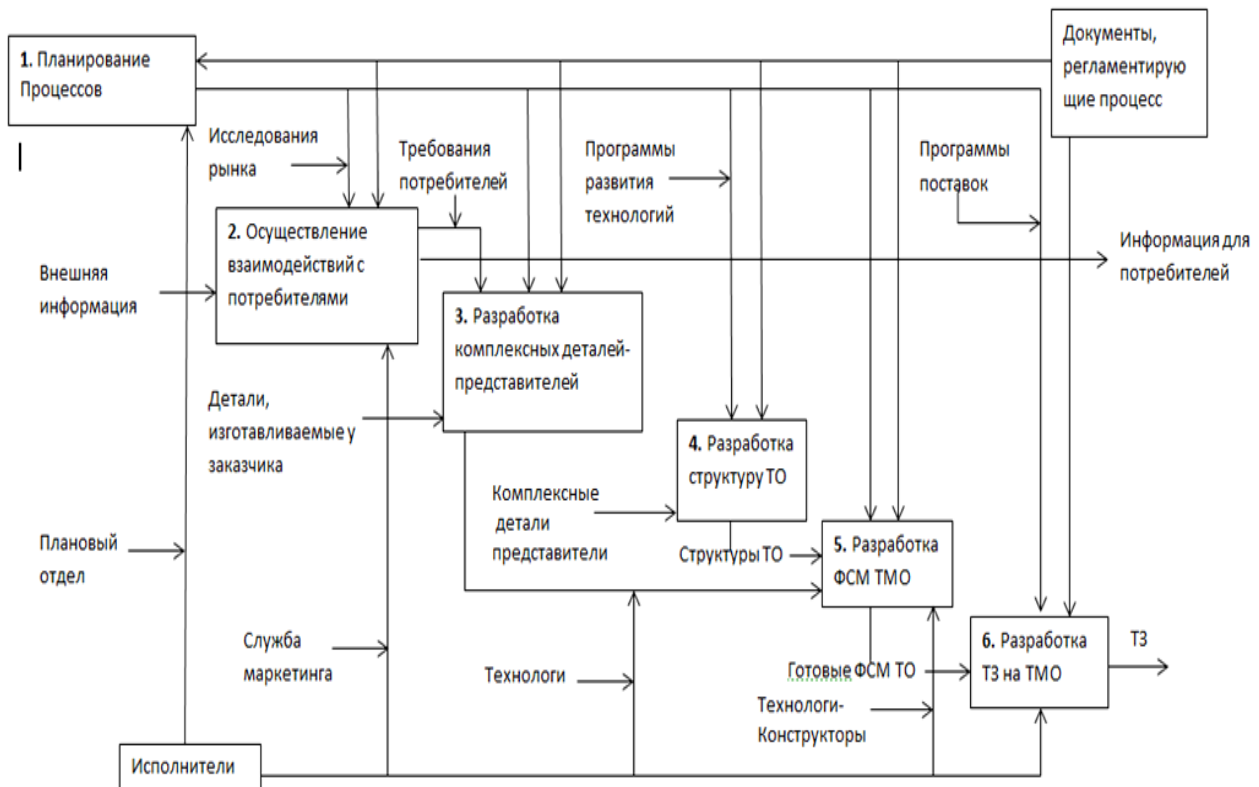 1. Планирование
Процессов
Документы,
регламентирую
щие процесс
Исследования
рынка
Требования
потребителей
Программы
развития
технологий
Программы
поставок
2. Осуществление
взаимодействий с
потребителями
Информация для
потребителей
Внешняя
информация
3. Разработка
комплексных деталей-
представителей
Детали,
изготавливаемые у
заказчика
4. Разработка
структуру ТО
Комплексные
детали
представители
Структуры ТО
5. Разработка
ФСМ ТМО
Плановый
отдел
Служба
маркетинга
Технологи
Готовые ФСМ ТО
6. Разработка
ТЗ на ТМО
ТЗ
Технологи-
Конструкторы
Исполнители